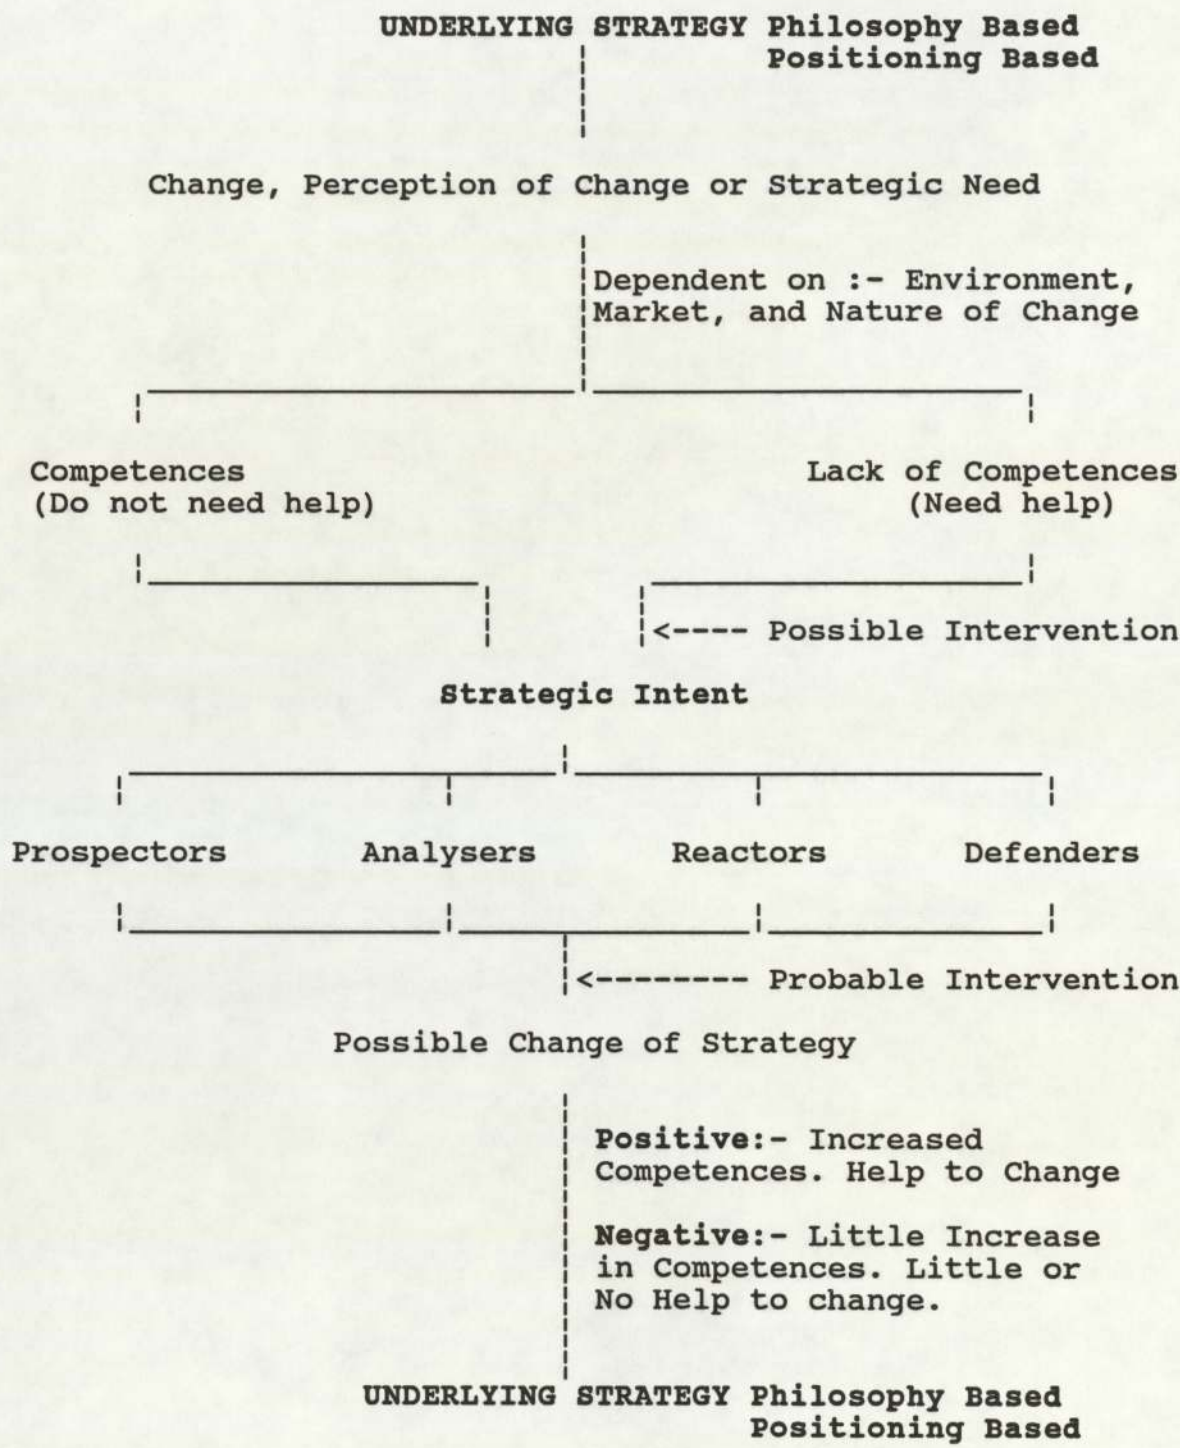 UNDERLYING STRATEGY Philosophy Based
Positioning Based
Change, Perception of Change or Strategic Need
Dependent on :- Environment,
Market, and Nature of Change
Competences
(Do not need help)
Lack of Competences
(Need help)
<---- Possible Intervention
Strategic Intent
Prospectors Analysers Reactors Defenders
<-------- Probable Intervention
Possible Change of Strategy
Positive:- Increased
Competences. Help to Change
Negative:- Little Increase
in Competences. Little or
No Help to change.
UNDERLYING STRATEGY Philosophy Based
Positioning Based